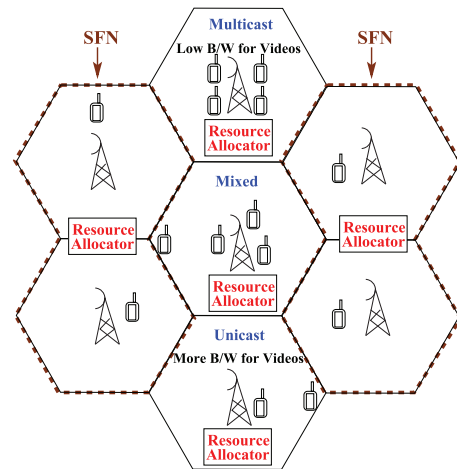 Multicast
SFN
SFN
Low B/W for Videos
Resource
Allocator
Mixed
Resource
Allocator
Resource
Allocator
Resource
Allocator
Unicast
More B/W for Videos
Resource
Allocator